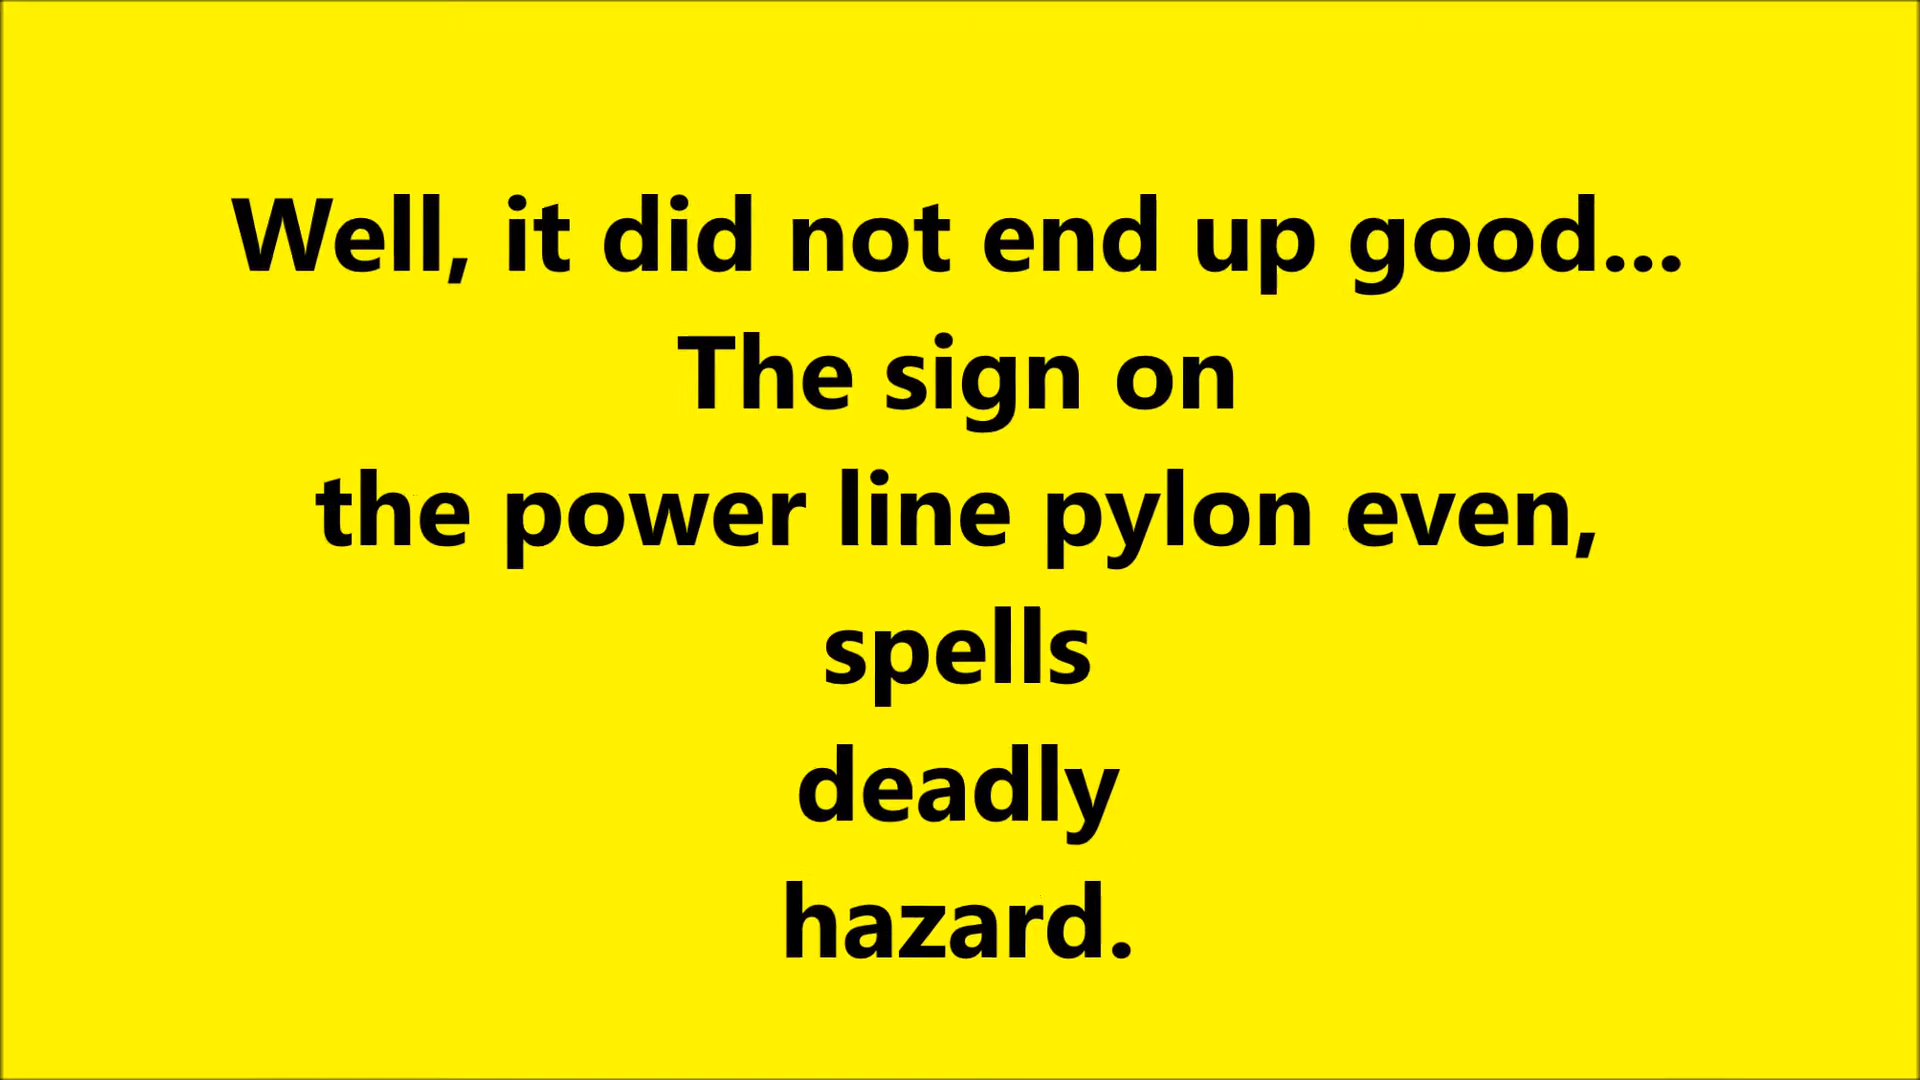 Well, it did not end up good...
The sign on
the power line pylon even,
spells
deadly
hazard.